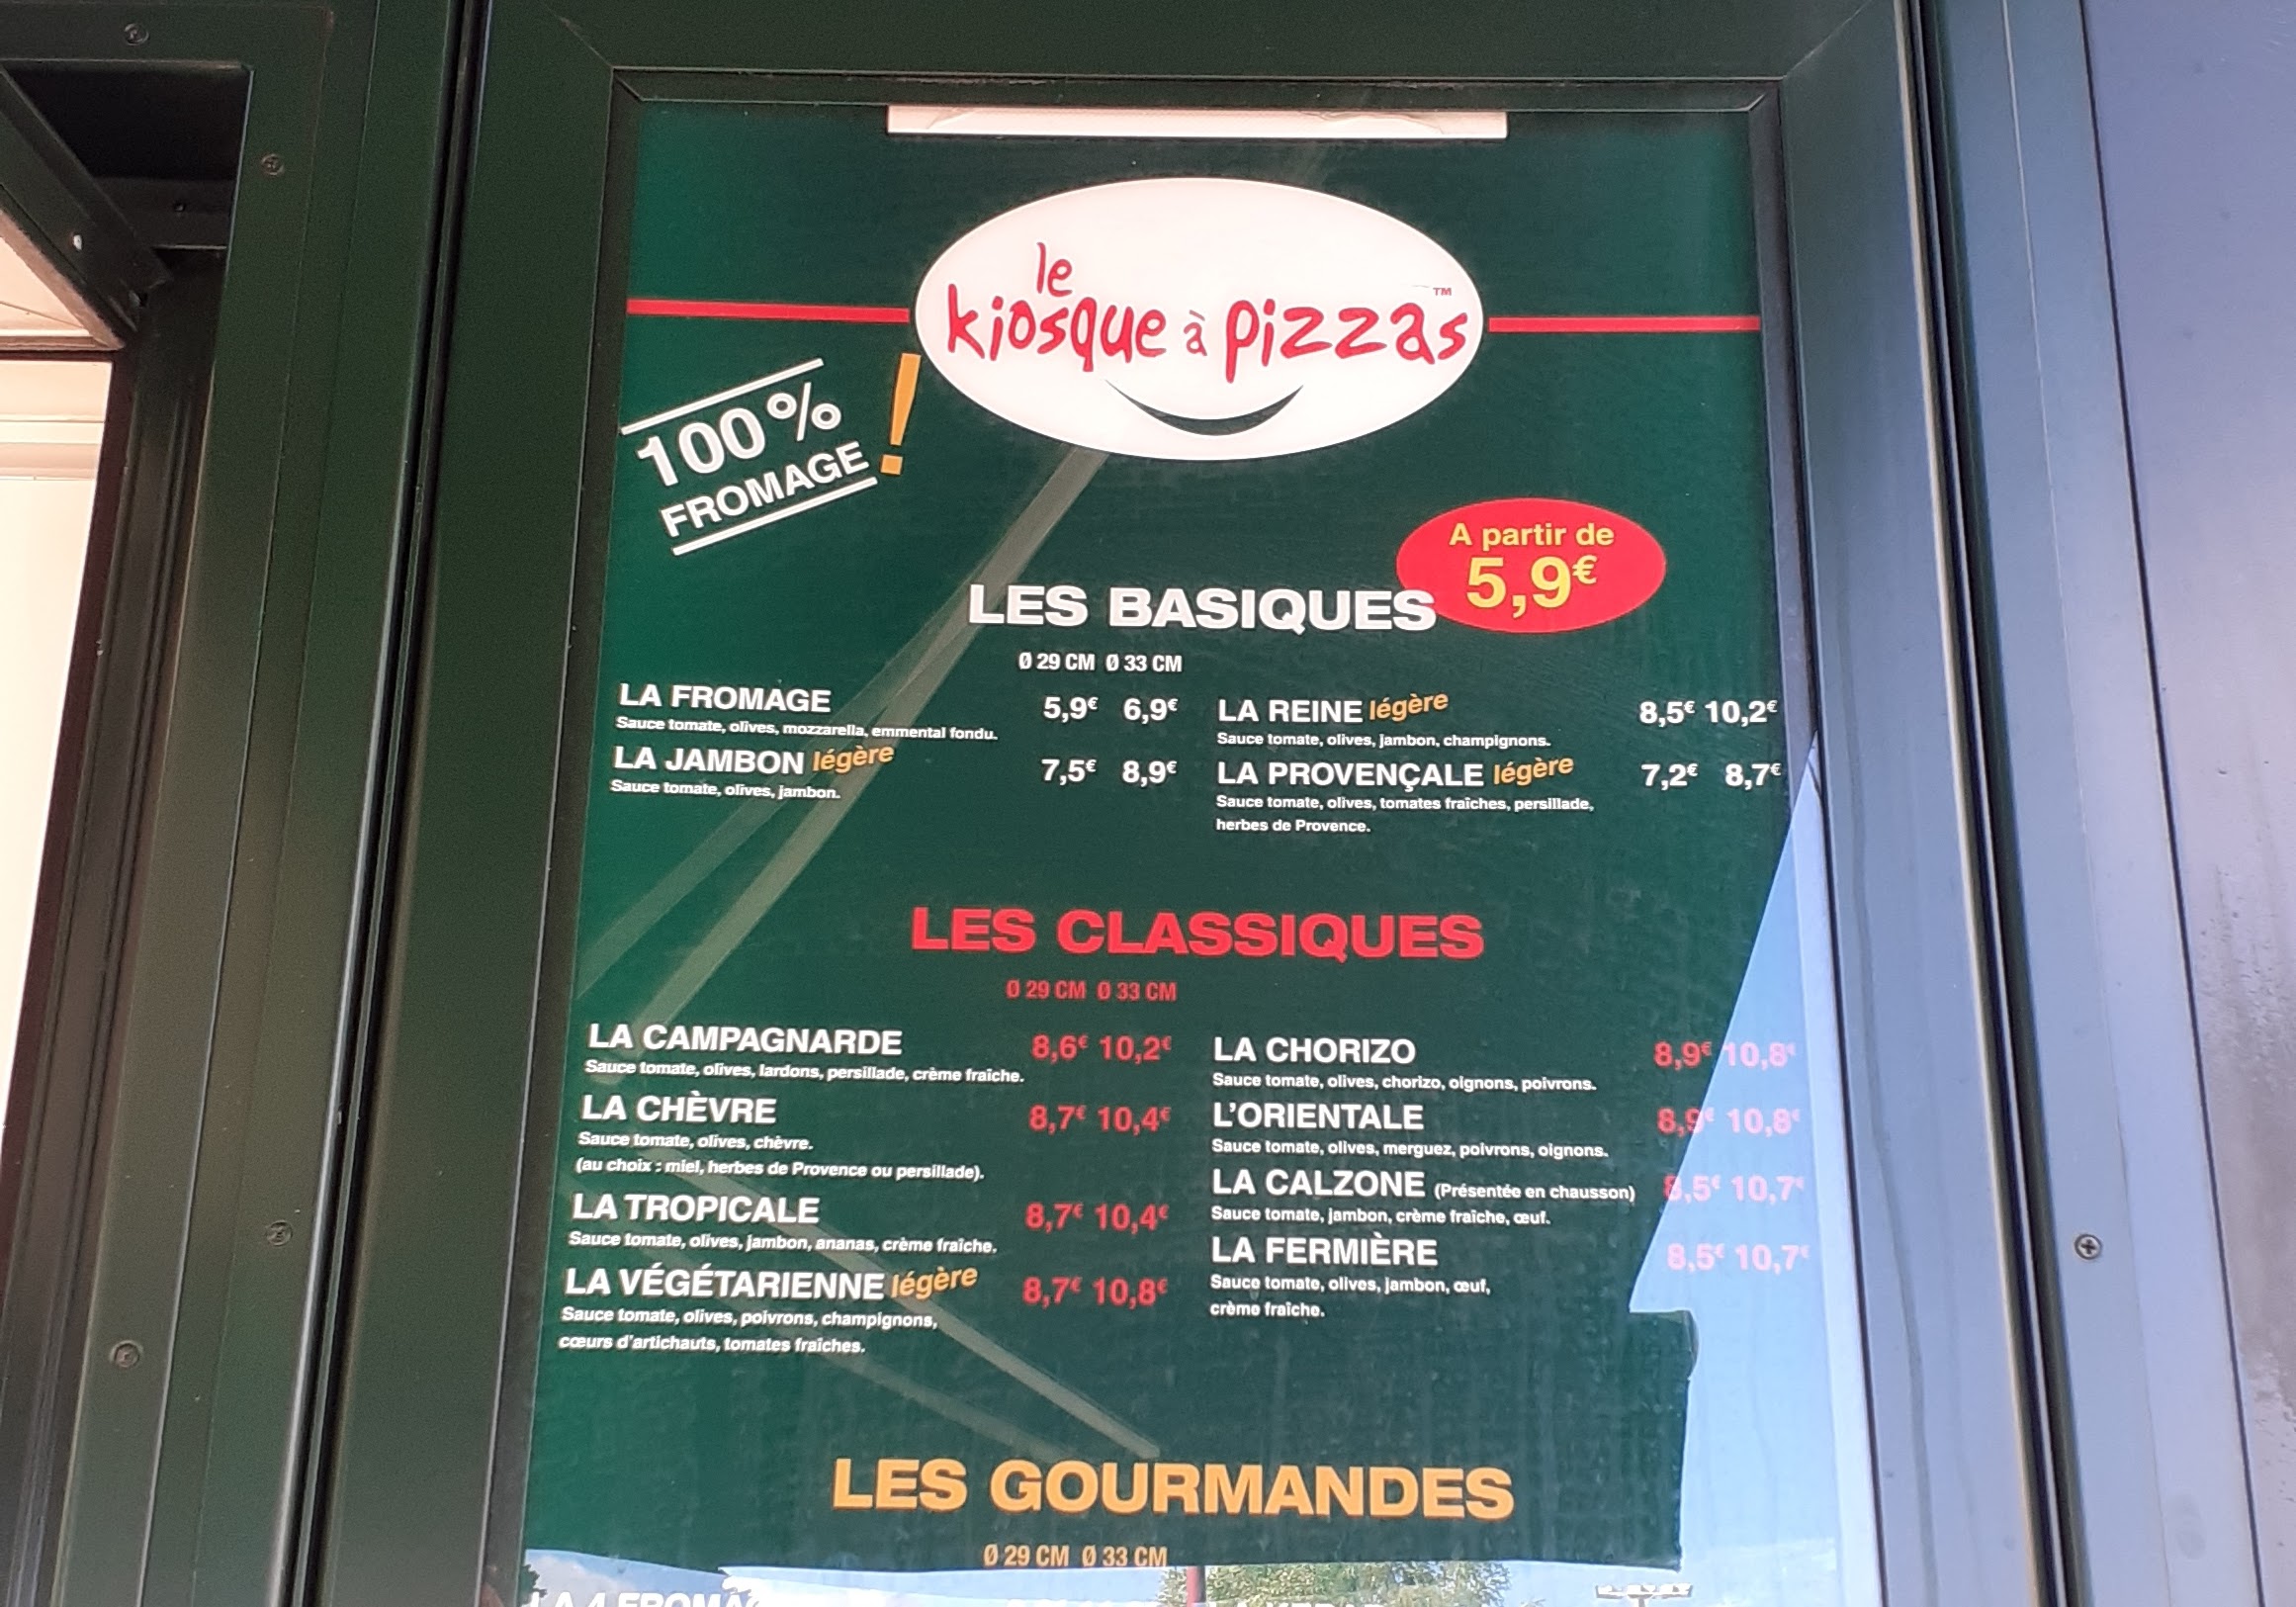 le
kiosque à pizzas™
100 %
FROMAGE !
A partir de
5,9€
LES BASIQUES
Ø 29 CM Ø 33 CM
LA FROMAGE 5,9€ 6,9€
Sauce tomate, olives, mozzarella, emmental fondu.
LA JAMBON légère 7,5€ 8,9€
Sauce tomate, olives, jambon.
LA REINE légère 8,5€ 10,2€
Sauce tomate, olives, jambon, champignons.
LA PROVENÇALE légère 7,2€ 8,7€
Sauce tomate, olives, tomates fraîches, persillade,
herbes de Provence.
LES CLASSIQUES
Ø 29 CM Ø 33 CM
LA CAMPAGNARDE 8,6€ 10,2€
Sauce tomate, olives, lardons, persillade, crème fraîche.
LA CHÈVRE 8,7€ 10,4€
Sauce tomate, olives, chèvre.
(au choix : miel, herbes de Provence ou persillade).
LA TROPICALE 8,7€ 10,4€
Sauce tomate, olives, jambon, ananas, crème fraîche.
LA VÉGÉTARIENNE légère 8,7€ 10,8€
Sauce tomate, olives, poivrons, champignons,
cœurs d'artichauts, tomates fraîches.
LA CHORIZO 8,9€ 10,8€
Sauce tomate, olives, chorizo, oignons, poivrons.
L'ORIENTALE 8,9€ 10,8€
Sauce tomate, olives, merguez, poivrons, oignons.
LA CALZONE (Présentée en chausson) 8,5€ 10,7€
Sauce tomate, jambon, crème fraîche, œuf.
LA FERMIÈRE 8,5€ 10,7€
Sauce tomate, olives, jambon, œuf,
crème fraîche.
LES GOURMANDES
Ø 29 CM Ø 33 CM
LA 4 FROMA